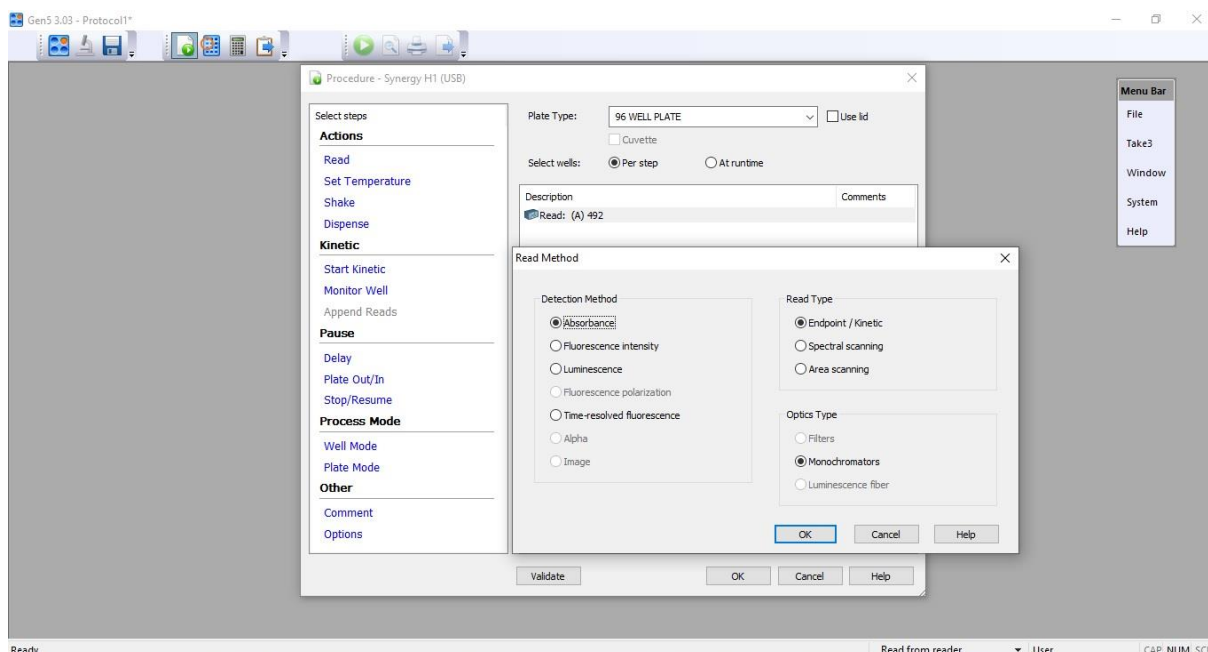 Gen5 3.03 - Protocol1*
Procedure - Synergy H1 (USB)
Select steps
Actions
Read
Set Temperature
Shake
Dispense
Kinetic
Start Kinetic
Monitor Well
Append Reads
Pause
Delay
Plate Out/In
Stop/Resume
Process Mode
Well Mode
Plate Mode
Other
Comment
Options
Plate Type: 96 WELL PLATE Use lid
Cuvette
Select wells: Per step At runtime
Description Comments
Read: (A) 492
Read Method
Detection Method
Absorbance
Fluorescence intensity
Luminescence
Fluorescence polarization
Time-resolved fluorescence
Alpha
Image
Read Type
Endpoint / Kinetic
Spectral scanning
Area scanning
Optics Type
Filters
Monochromators
Luminescence fiber
OK Cancel Help
Validate OK Cancel Help
Menu Bar
File
Take3
Window
System
Help
Ready Read from reader User CAP NUM SC